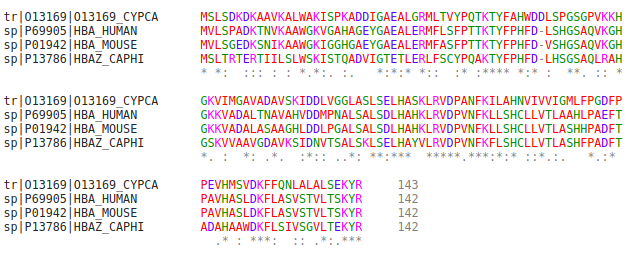 tr|O13169|O13169_CYPCA MSLSDKDKAAVKALWAKISPKADDIGAEALGRMLTVYPQTKTYFAHWDDLSPGSGPVKKH
sp|P69905|HBA_HUMAN MVLSPADKTNVKAAWGKVGAHAGEYGAEALERMFLSFPTTKTYFPHFD-LSHGSAQVKGH
sp|P01942|HBA_MOUSE MVLSGEDKSNIKAAWGKIGGHGAEYGAEALERMFASFPTTKTYFPHFD-VSHGSAQVKGH
sp|P13786|HBAZ_CAPHI MSLTRTERTIILSLWSKISTQADVIGTETLERLFSCYPQAKTYFPHFD-LHSGSAQLRAH
* *:  ::: : : * *.*:. :.   *:*:* *::  :* :**** *:* :  **. :: *
GKVIMGAVADAVSKIDDLVGGLASLSELHASKLRVDPANFKILAHNVIVVIGMLFPGDFP
GKKVADALTNAVAHVDDMPNALSALSDLHAHKLRVDPVNFKLLSHCLLVTLAAHLPAEFT
GKKVADALASAAGHLDDLPGALSALSDLHAHKLRVDPVNFKLLSHCLLVTLASHHPADFT
GSKVVAAVGDAVKSIDNVTSALSKLSELHAYVLRVDPVNFKFLSHCLLVTLASHFPADFT
tr|O13169|O13169_CYPCA
sp|P69905|HBA_HUMAN
sp|P01942|HBA_MOUSE
sp|P13786|HBAZ_CAPHI
*. :  *:  *.  *.  :*:: ..*: **:***  *****.***:*:* ::*.:.   *.:*
tr|O13169|O13169_CYPCA PEVHMSVDKFFQNLALALSEKYR 143
sp|P69905|HBA_HUMAN PAVHASLDKFLASVSTVLTSKYR 142
sp|P01942|HBA_MOUSE PAVHASLDKFLASVSTVLTSKYR 142
sp|P13786|HBAZ_CAPHI ADAHAAWDKFLSIVSGVLTEKYR 142
.* : ***:  :: .*:.***